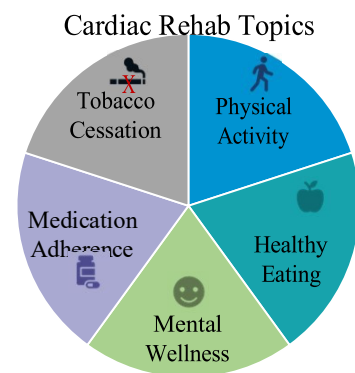 Cardiac Rehab Topics
X
Tobacco
Cessation
Physical
Activity
Medication
Adherence
Healthy
Eating
Mental
Wellness